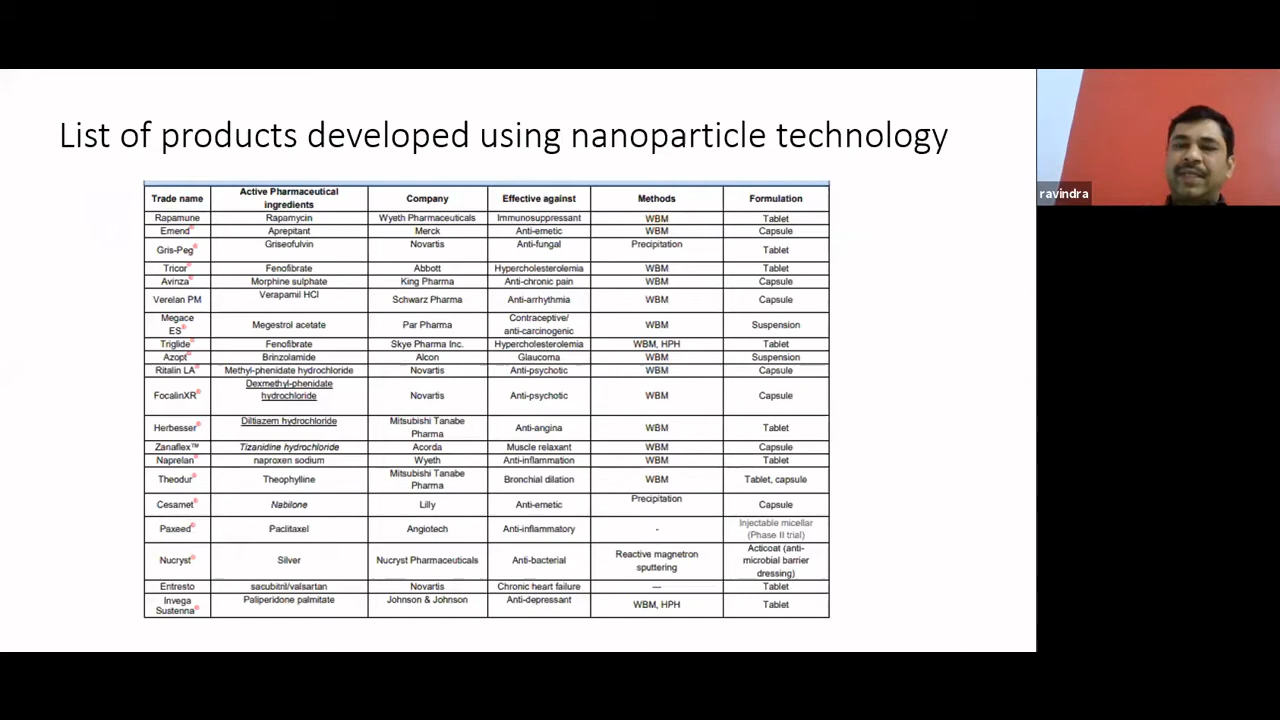 List of products developed using nanoparticle technology
ravindra
Trade name Active Pharmaceutical ingredients Company Effective against Methods Formulation
Rapamune Rapamycin Wyeth Pharmaceuticals Immunosuppressant WBM Tablet
Emend® Aprepitant Merck Anti-emetic WBM Capsule
Gris-Peg® Griseofulvin Novartis Anti-fungal Precipitation Tablet
Tricor® Fenofibrate Abbott Hypercholesterolemia WBM Tablet
Avinza® Morphine sulphate King Pharma Anti-chronic pain WBM Capsule
Verelan PM Verapamil HCl Schwarz Pharma Anti-arrhythmia WBM Capsule
Megace ES® Megestrol acetate Par Pharma Contraceptive/ anti-carcinogenic WBM Suspension
Triglide® Fenofibrate Skye Pharma Inc. Hypercholesterolemia WBM, HPH Tablet
Azopt® Brinzolamide Alcon Glaucoma WBM Suspension
Ritalin LA® Methyl-phenidate hydrochloride Novartis Anti-psychotic WBM Capsule
FocalinXR® Dexmethyl-phenidate hydrochloride Novartis Anti-psychotic WBM Capsule
Herbesser® Diltiazem hydrochloride Mitsubishi Tanabe Pharma Anti-angina WBM Tablet
Zanaflex™ Tizanidine hydrochloride Acorda Muscle relaxant WBM Capsule
Naprelan® naproxen sodium Wyeth Anti-inflammation WBM Tablet
Theodur® Theophylline Mitsubishi Tanabe Pharma Bronchial dilation WBM Tablet, capsule
Cesamet® Nabilone Lilly Anti-emetic Precipitation Capsule
Paxeed® Paclitaxel Angiotech Anti-inflammatory - Injectable micellar (Phase II trial)
Nucryst® Silver Nucryst Pharmaceuticals Anti-bacterial Reactive magnetron sputtering Acticoat (anti-microbial barrier dressing)
Entresto sacubitril/valsartan Novartis Chronic heart failure --- Tablet
Invega Sustenna® Paliperidone palmitate Johnson & Johnson Anti-depressant WBM, HPH Tablet